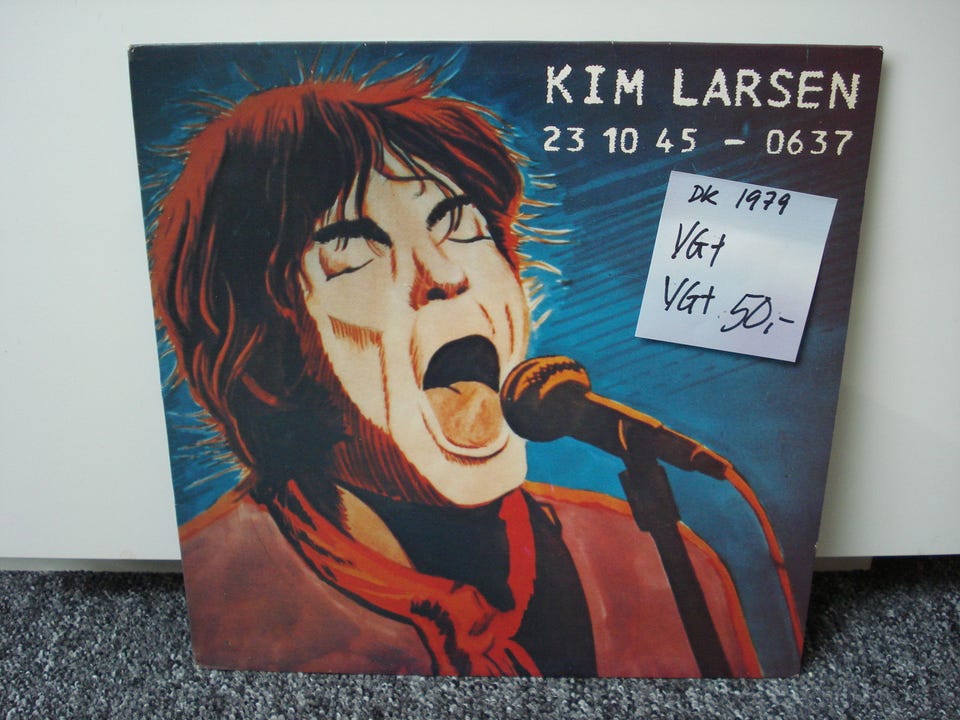 KIM LARSEN
23 10 45 - 0637
DK 1979
VG+
VG+ 50,-